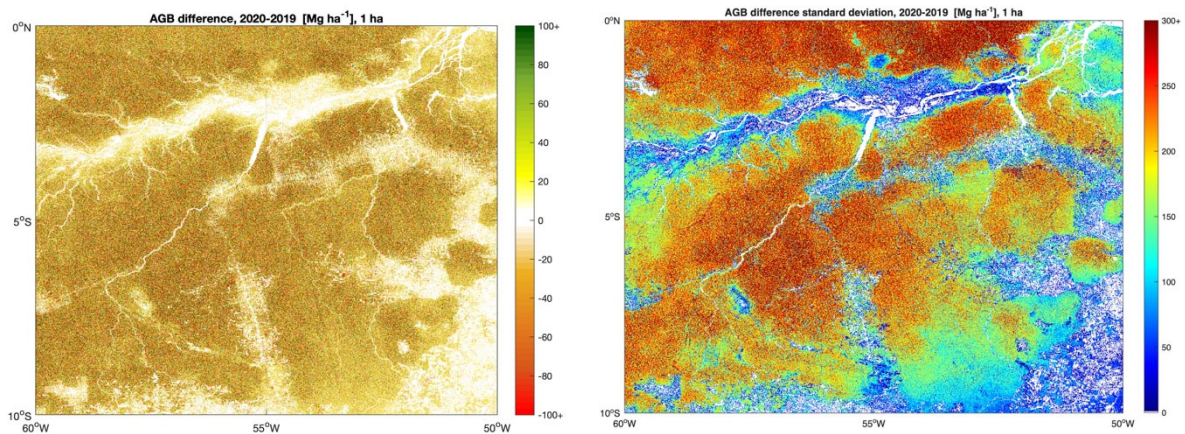 AGB difference, 2020-2019 [Mg ha⁻¹], 1 ha
0°N
5°S
10°S
60°W
55°W
50°W
100+
80
60
40
20
0
-20
-40
-60
-80
-100+
AGB difference standard deviation, 2020-2019 [Mg ha⁻¹], 1 ha
0°N
5°S
10°S
60°W
55°W
50°W
300+
250
200
150
100
50
0